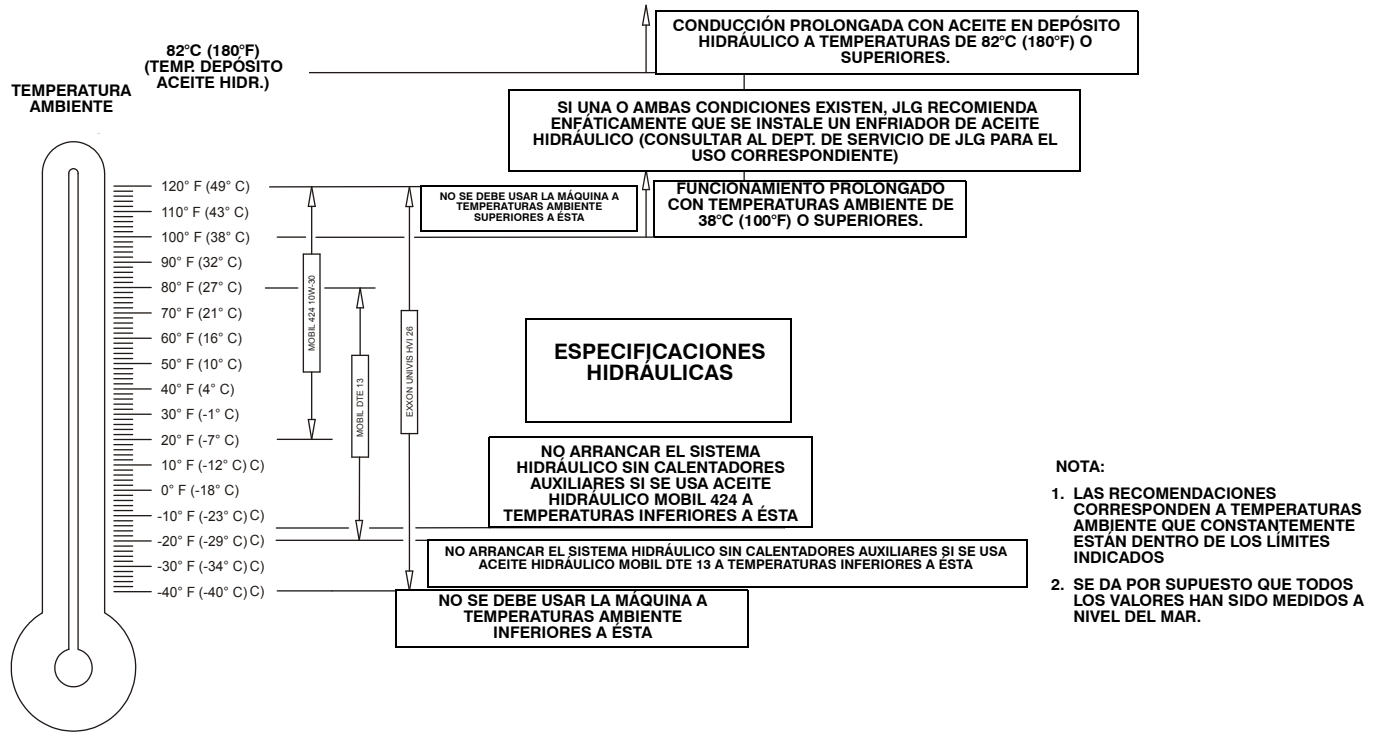 82°C (180°F)
(TEMP. DEPÓSITO
ACEITE HIDR.)
TEMPERATURA
AMBIENTE
CONDUCCIÓN PROLONGADA CON ACEITE EN DEPÓSITO
HIDRÁULICO A TEMPERATURAS DE 82°C (180°F) O
SUPERIORES.
SI UNA O AMBAS CONDICIONES EXISTEN, JLG RECOMIENDA
ENFÁTICAMENTE QUE SE INSTALE UN ENFRIADOR DE ACEITE
HIDRÁULICO (CONSULTAR AL DEPT. DE SERVICIO DE JLG PARA EL
USO CORRESPONDIENTE)
NO SE DEBE USAR LA MÁQUINA A
TEMPERATURAS AMBIENTE
SUPERIORES A ÉSTA
FUNCIONAMIENTO PROLONGADO
CON TEMPERATURAS AMBIENTE DE
38°C (100°F) O SUPERIORES.
120° F (49° C)
110° F (43° C)
100° F (38° C)
90° F (32° C)
80° F (27° C)
70° F (21° C)
60° F (16° C)
50° F (10° C)
40° F (4° C)
30° F (-1° C)
20° F (-7° C)
10° F (-12° C) C)
0° F (-18° C)
-10° F (-23° C) C)
-20° F (-29° C) C)
-30° F (-34° C) C)
-40° F (-40° C) C)
MOBIL 424 10W-30
MOBIL DTE 13
EXXON UNIVIS HVI 26
ESPECIFICACIONES
HIDRÁULICAS
NO ARRANCAR EL SISTEMA
HIDRÁULICO SIN CALENTADORES
AUXILIARES SI SE USA ACEITE
HIDRÁULICO MOBIL 424 A
TEMPERATURAS INFERIORES A ÉSTA
NO ARRANCAR EL SISTEMA HIDRÁULICO SIN CALENTADORES AUXILIARES SI SE USA
ACEITE HIDRÁULICO MOBIL DTE 13 A TEMPERATURAS INFERIORES A ÉSTA
NO SE DEBE USAR LA MÁQUINA A
TEMPERATURAS AMBIENTE
INFERIORES A ÉSTA
NOTA:
1. LAS RECOMENDACIONES
CORRESPONDEN A TEMPERATURAS
AMBIENTE QUE CONSTANTEMENTE
ESTÁN DENTRO DE LOS LÍMITES
INDICADOS
2. SE DA POR SUPUESTO QUE TODOS
LOS VALORES HAN SIDO MEDIDOS A
NIVEL DEL MAR.